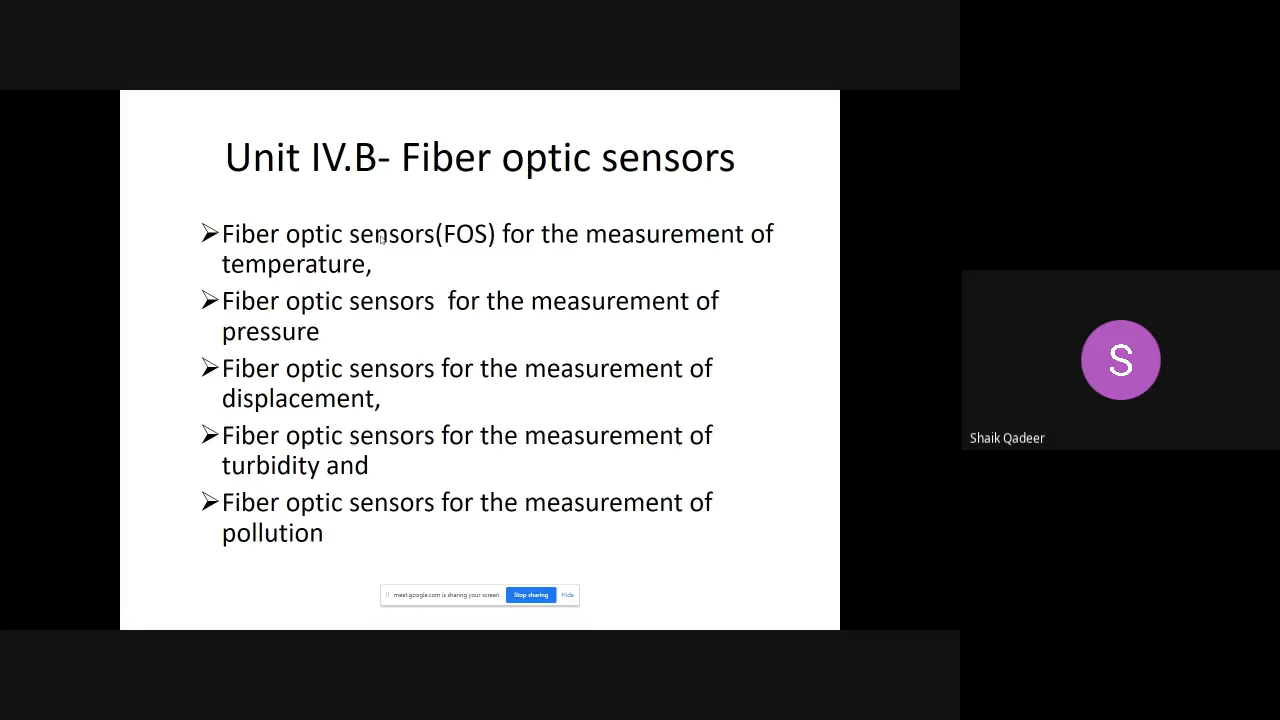 Unit IV.B- Fiber optic sensors
➢Fiber optic sensors(FOS) for the measurement of
temperature,
➢Fiber optic sensors  for the measurement of
pressure
➢Fiber optic sensors for the measurement of
displacement,
➢Fiber optic sensors for the measurement of
turbidity and
➢Fiber optic sensors for the measurement of
pollution
meet.google.com is sharing your screen. Stop sharing Hide
S
Shaik Qadeer